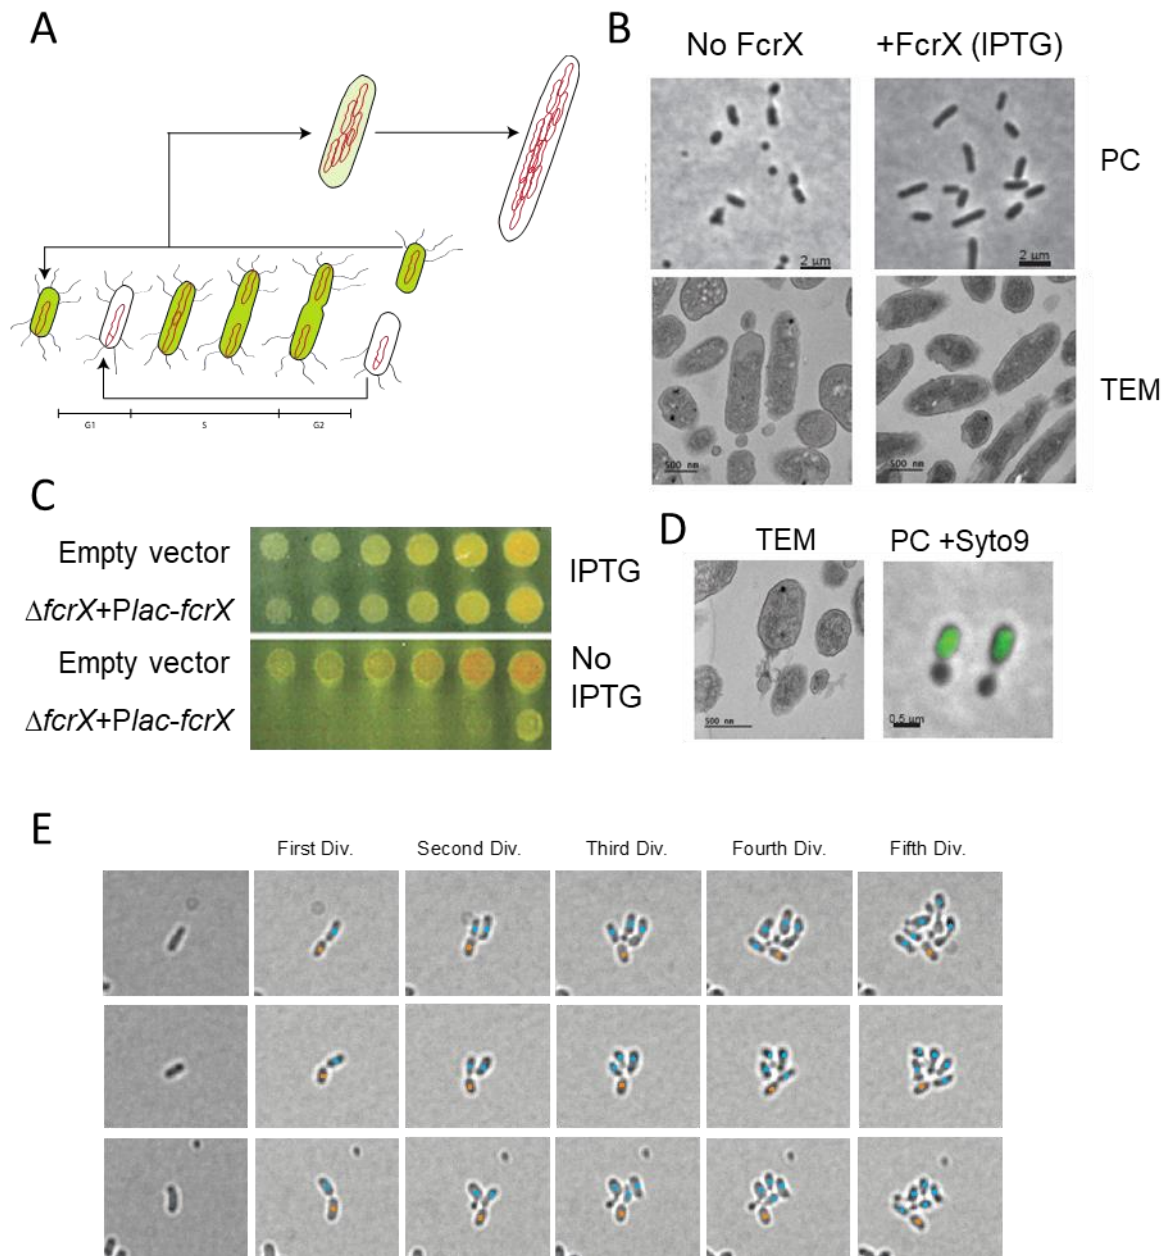 A
G1
S
G2
B
No FcrX
+FcrX (IPTG)
PC
2 µm
2 µm
TEM
500 nm
500 nm
C
Empty vector
ΔfcrX+Plac-fcrX
IPTG
Empty vector
ΔfcrX+Plac-fcrX
No
IPTG
D
TEM
PC +Syto9
500 nm
0.5 µm
E
First Div.
Second Div.
Third Div.
Fourth Div.
Fifth Div.